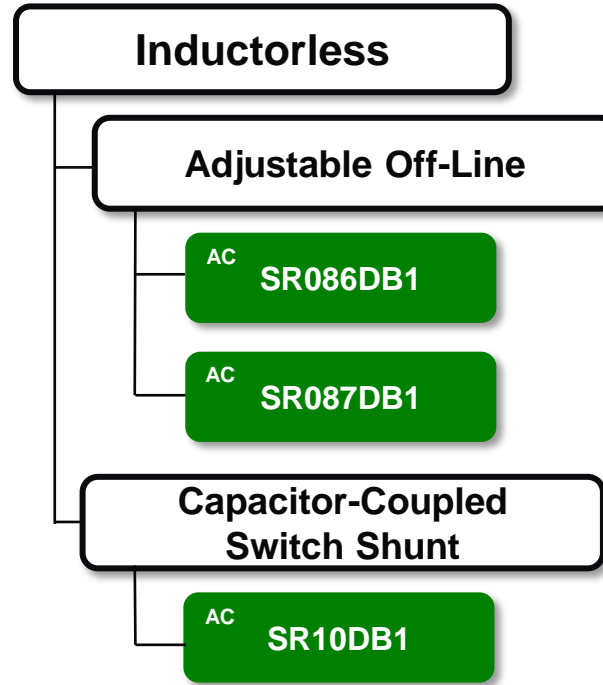 Inductorless
Adjustable Off-Line
AC
SR086DB1
AC
SR087DB1
Capacitor-Coupled
Switch Shunt
AC
SR10DB1